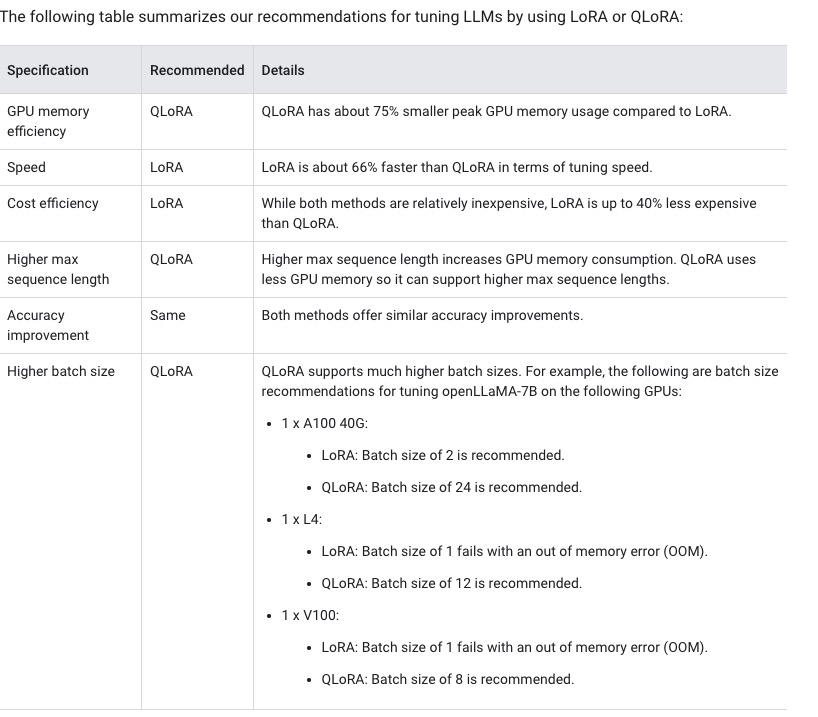 The following table summarizes our recommendations for tuning LLMs by using LoRA or QLoRA:
Specification Recommended Details
GPU memory efficiency QLoRA QLoRA has about 75% smaller peak GPU memory usage compared to LoRA.
Speed LoRA LoRA is about 66% faster than QLoRA in terms of tuning speed.
Cost efficiency LoRA While both methods are relatively inexpensive, LoRA is up to 40% less expensive
than QLoRA.
Higher max sequence length QLoRA Higher max sequence length increases GPU memory consumption. QLoRA uses
less GPU memory so it can support higher max sequence lengths.
Accuracy improvement Same Both methods offer similar accuracy improvements.
Higher batch size QLoRA QLoRA supports much higher batch sizes. For example, the following are batch size
recommendations for tuning openLLaMA-7B on the following GPUs:
• 1 x A100 40G:
• LoRA: Batch size of 2 is recommended.
• QLoRA: Batch size of 24 is recommended.
• 1 x L4:
• LoRA: Batch size of 1 fails with an out of memory error (OOM).
• QLoRA: Batch size of 12 is recommended.
• 1 x V100:
• LoRA: Batch size of 1 fails with an out of memory error (OOM).
• QLoRA: Batch size of 8 is recommended.